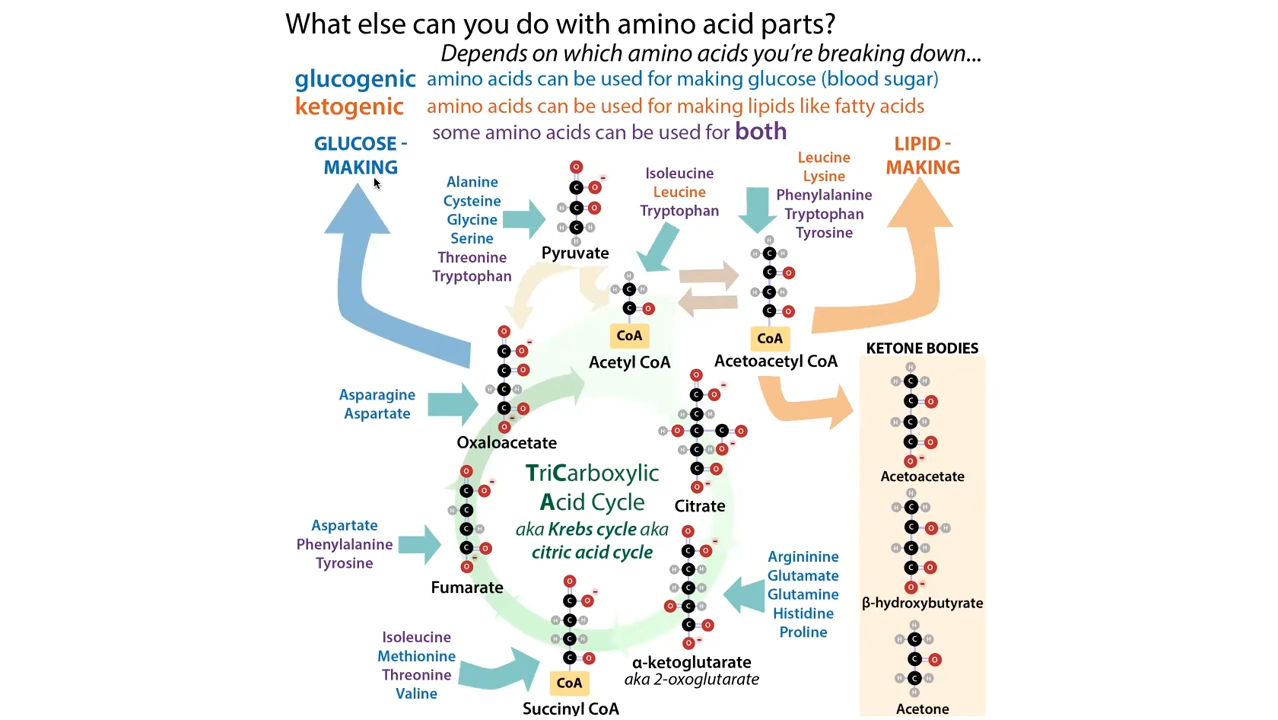 What else can you do with amino acid parts?
Depends on which amino acids you're breaking down...
glucogenic amino acids can be used for making glucose (blood sugar)
ketogenic amino acids can be used for making lipids like fatty acids
some amino acids can be used for both
GLUCOSE -
MAKING
LIPID -
MAKING
Alanine
Cysteine
Glycine
Serine
Threonine
Tryptophan
Pyruvate
Isoleucine
Leucine
Tryptophan
Leucine
Lysine
Phenylalanine
Tryptophan
Tyrosine
CoA
Acetyl CoA
CoA
Acetoacetyl CoA
KETONE BODIES
Asparagine
Aspartate
Oxaloacetate
Citrate
Acetoacetate
TriCarboxylic
Acid Cycle
aka Krebs cycle aka
citric acid cycle
Aspartate
Phenylalanine
Tyrosine
Fumarate
Argininine
Glutamate
Glutamine
Histidine
Proline
β-hydroxybutyrate
Isoleucine
Methionine
Threonine
Valine
CoA
Succinyl CoA
α-ketoglutarate
aka 2-oxoglutarate
Acetone